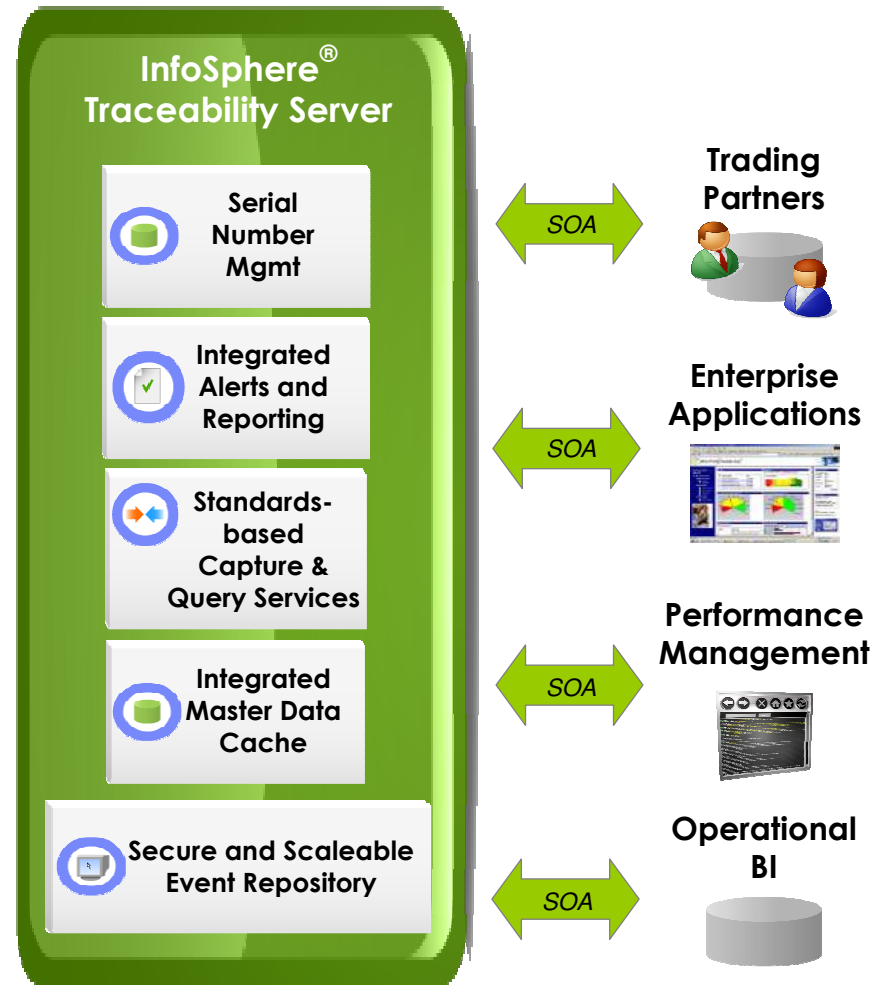 InfoSphere®
Traceability Server
Serial
Number
Mgmt
Integrated
Alerts and
Reporting
Standards-
based
Capture &
Query Services
Integrated
Master Data
Cache
Secure and Scaleable
Event Repository
SOA
Trading
Partners
SOA
Enterprise
Applications
SOA
Performance
Management
SOA
Operational
BI